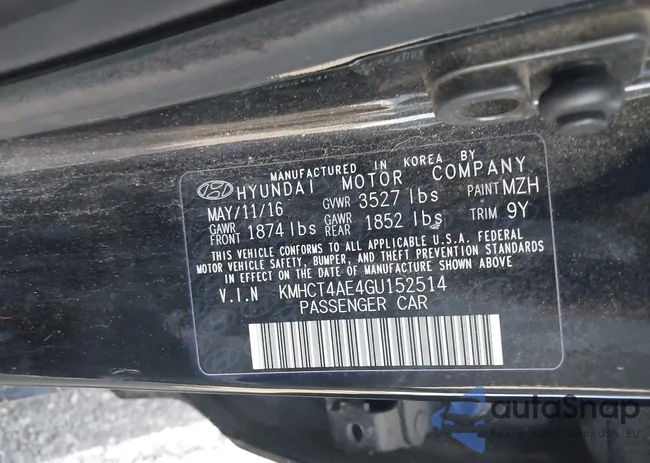 MANUFACTURED IN KOREA BY
HYUNDAI MOTOR COMPANY
MAY/11/16 GVWR 3527 lbs PAINT MZH
GAWR FRONT 1874 lbs GAWR REAR 1852 lbs TRIM 9Y
THIS VEHICLE CONFORMS TO ALL APPLICABLE U.S.A. FEDERAL
MOTOR VEHICLE SAFETY, BUMPER, AND THEFT PREVENTION STANDARDS
IN EFFECT ON THE DATE OF MANUFACTURE SHOWN ABOVE
V.I.N KMHCT4AE4GU152514
PASSENGER CAR
autoSnap